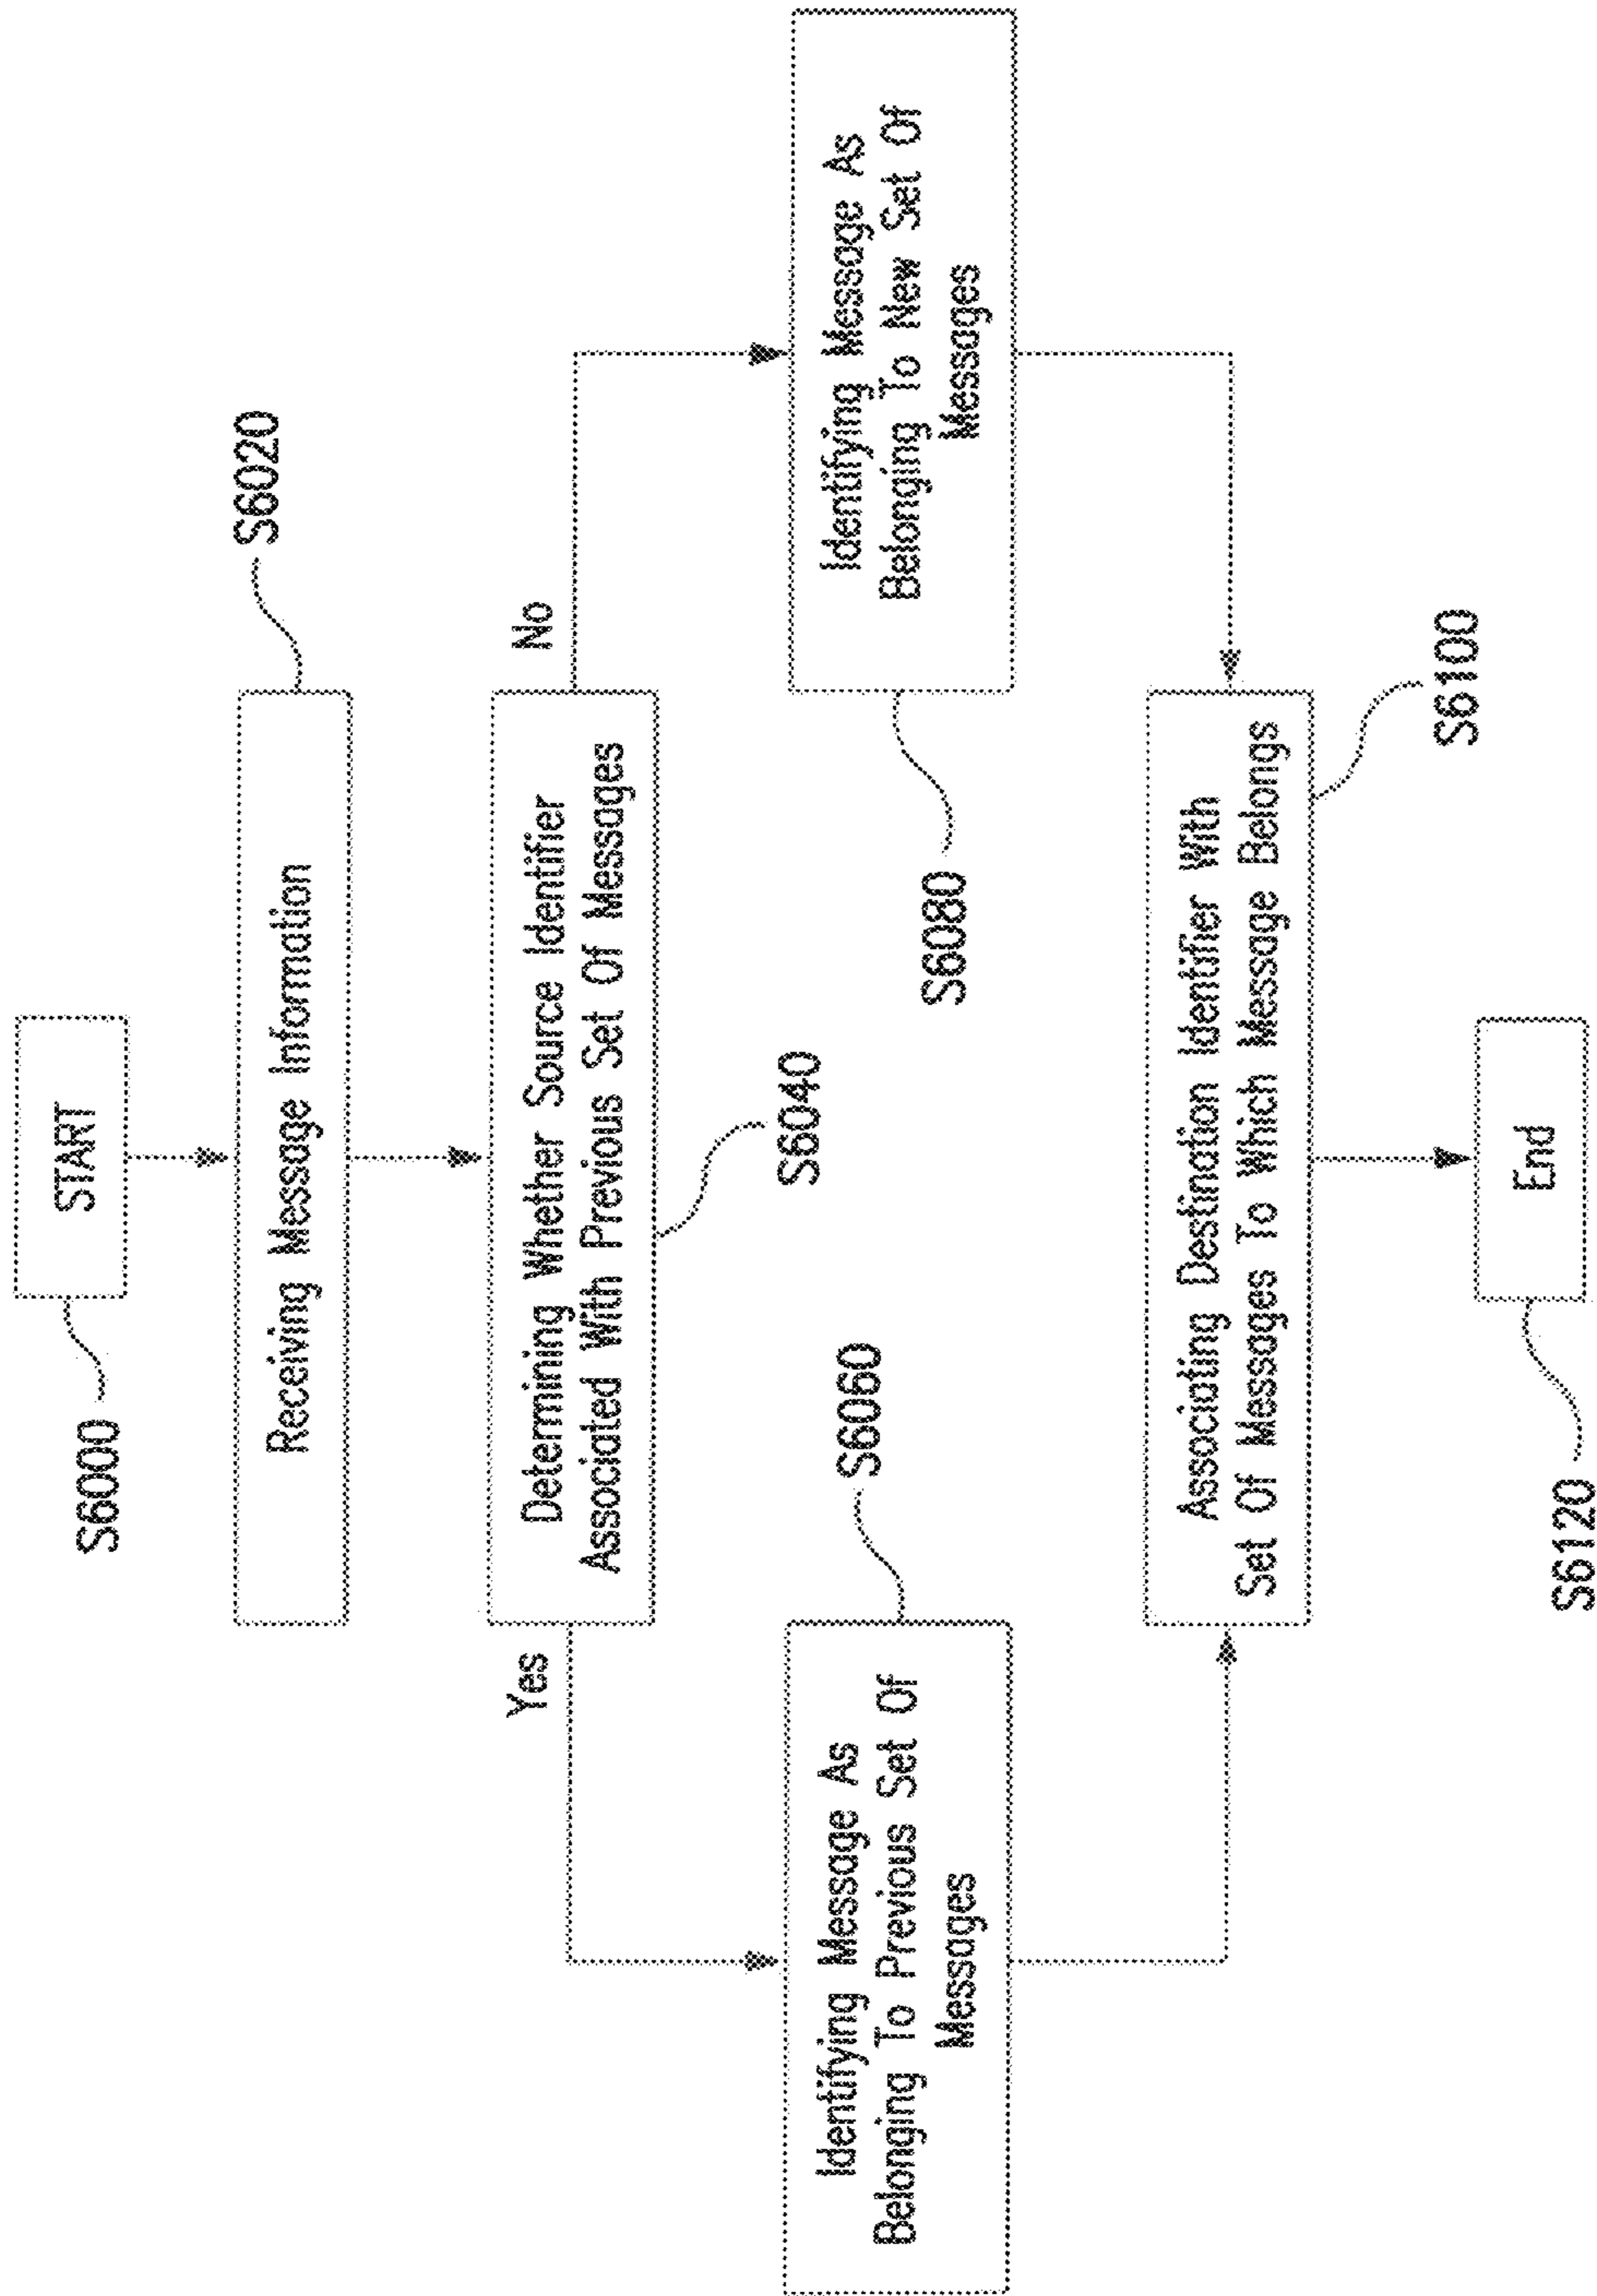 START
S6000
Receiving Message Information
S6020
Determining Whether Source Identifier
Associated With Previous Set Of Messages
S6040
Yes
No
Identifying Message As
Belonging To Previous Set Of
Messages
S6060
Identifying Message As
Belonging To New Set Of
Messages
S6080
Associating Destination Identifier With
Set Of Messages To Which Message Belongs
S6100
End
S6120